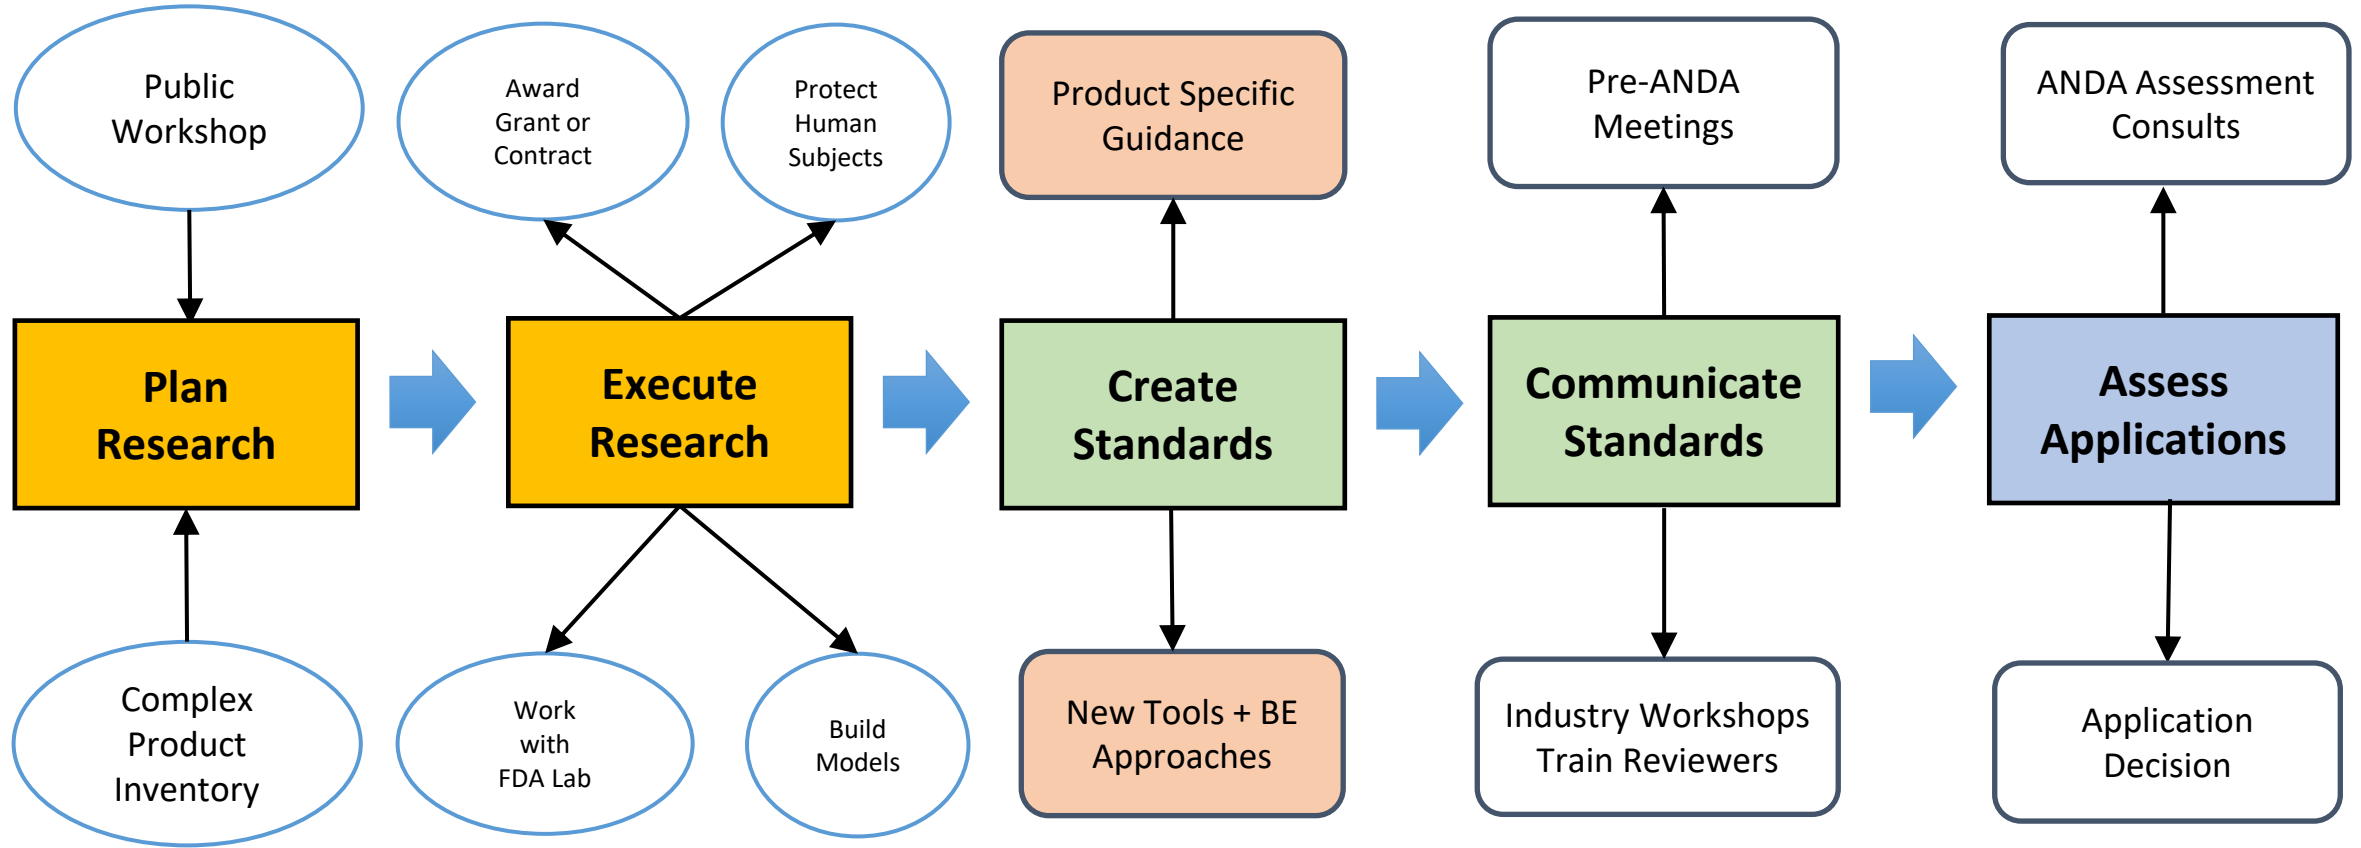 Public
Workshop
Award
Grant or
Contract
Protect
Human
Subjects
Product Specific
Guidance
Pre-ANDA
Meetings
ANDA Assessment
Consults
Plan
Research
Execute
Research
Create
Standards
Communicate
Standards
Assess
Applications
Complex
Product
Inventory
Work
with
FDA Lab
Build
Models
New Tools + BE
Approaches
Industry Workshops
Train Reviewers
Application
Decision